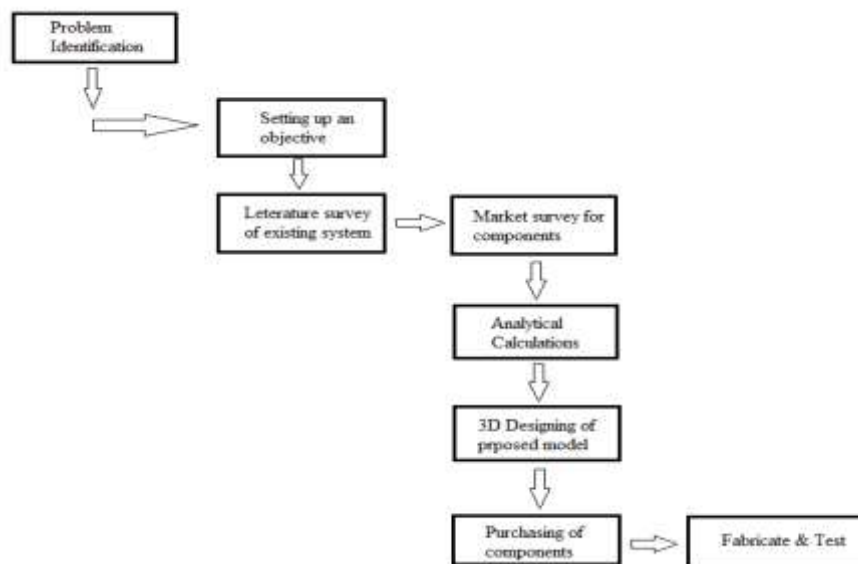 Problem
Identification
Setting up an
objective
Leterature survey
of existing system
Market survey for
components
Analytical
Calculations
3D Designing of
prposed model
Purchasing of
components
Fabricate & Test